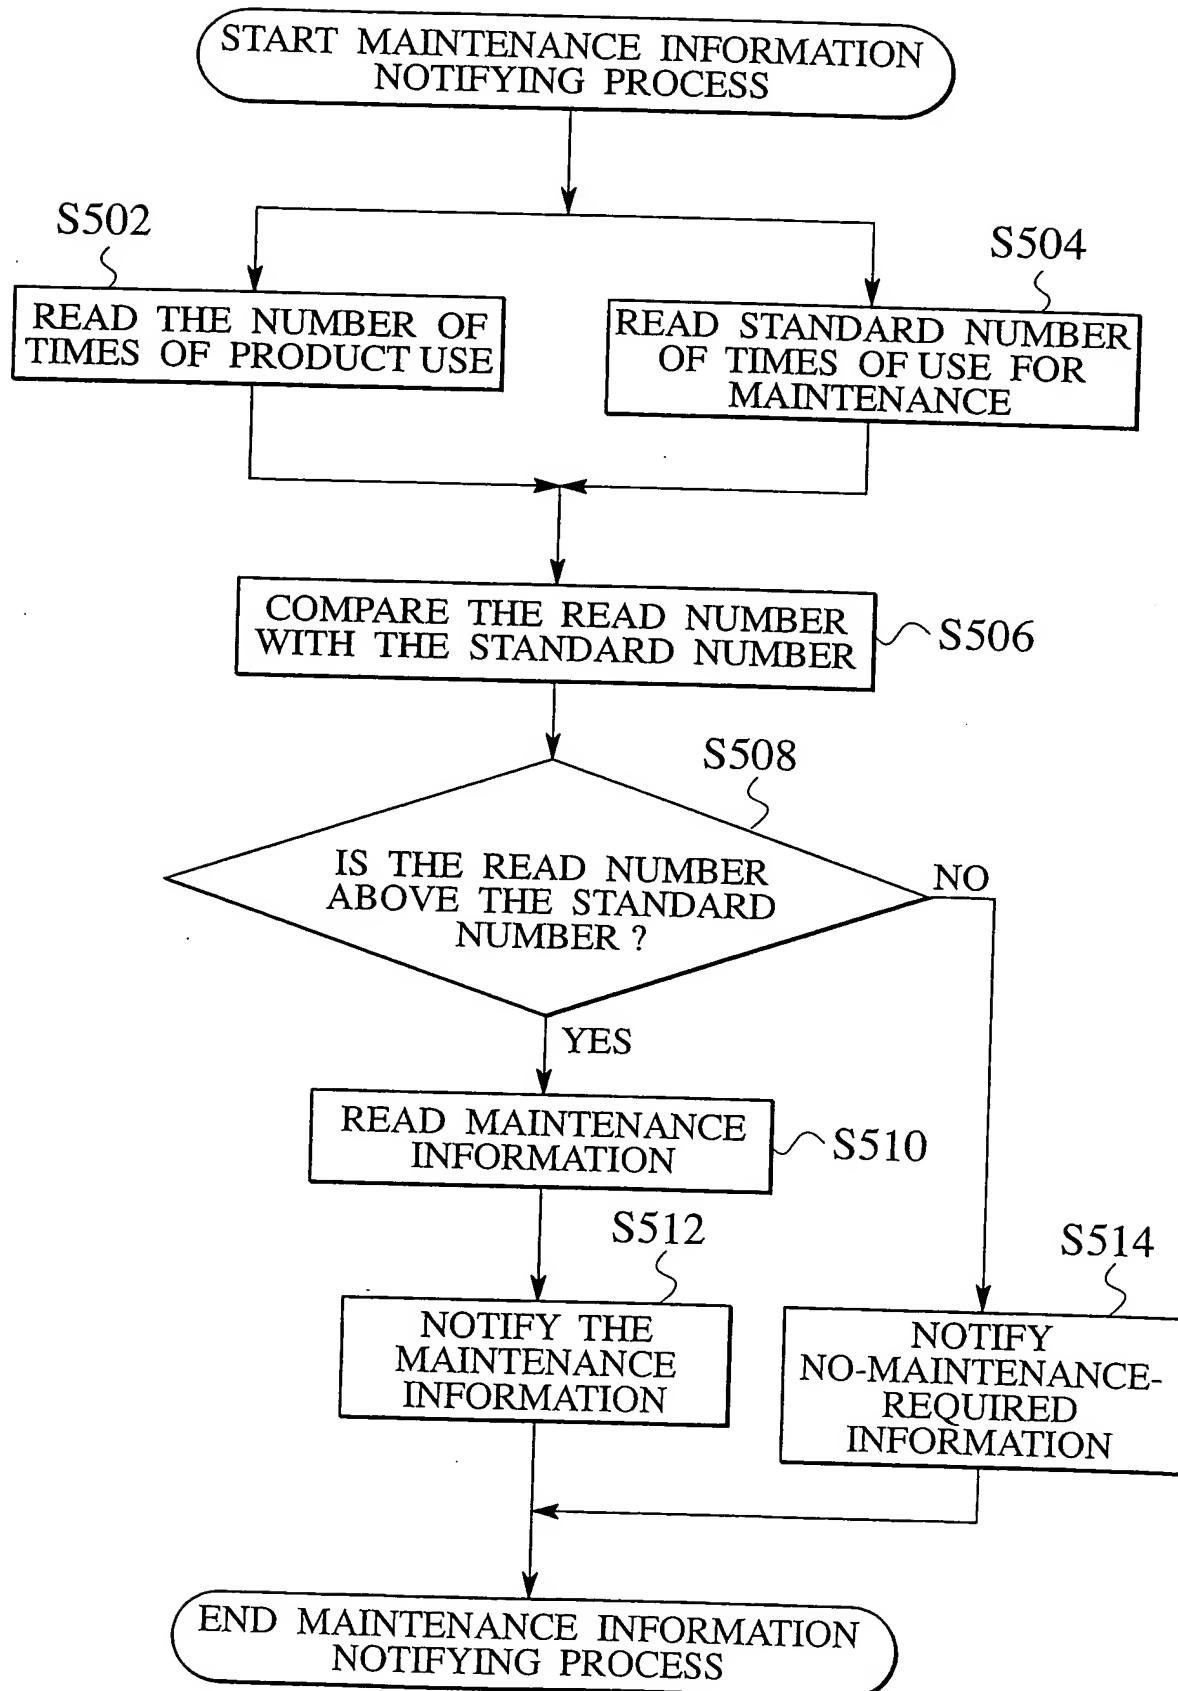 START MAINTENANCE INFORMATION
NOTIFYING PROCESS
S502
S504
READ THE NUMBER OF
TIMES OF PRODUCT USE
READ STANDARD NUMBER
OF TIMES OF USE FOR
MAINTENANCE
COMPARE THE READ NUMBER
WITH THE STANDARD NUMBER
S506
S508
IS THE READ NUMBER
ABOVE THE STANDARD
NUMBER ?
NO
YES
READ MAINTENANCE
INFORMATION
S510
S512
S514
NOTIFY THE
MAINTENANCE
INFORMATION
NOTIFY
NO-MAINTENANCE-
REQUIRED
INFORMATION
END MAINTENANCE INFORMATION
NOTIFYING PROCESS